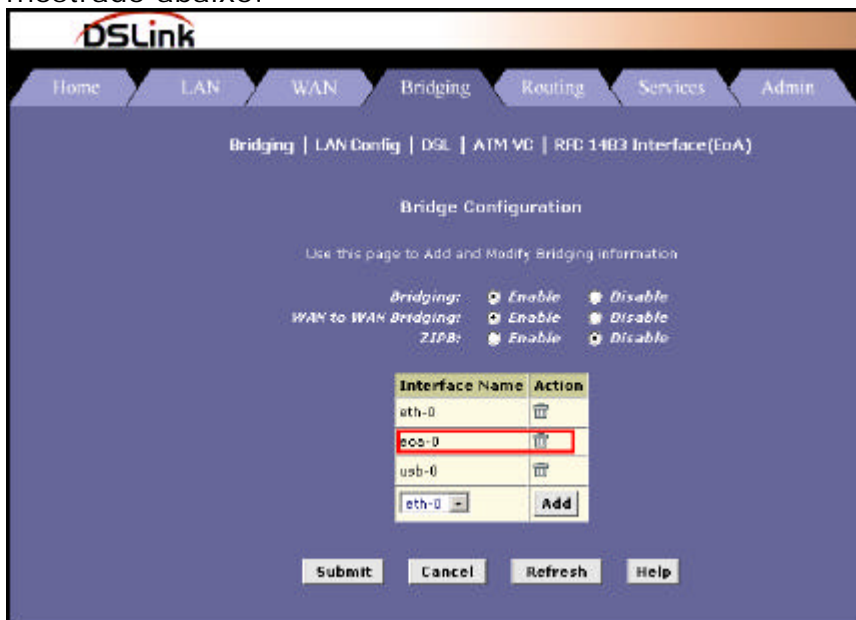 mostrado abaixo.
DSLink
Home LAN WAN Bridging Routing Services Admin
Bridging | LAN Config | DSL | ATM VC | RFC 1483 Interface(EoA)
Bridge Configuration
Use this page to Add and Modify Bridging information
Bridging: Enable Disable
WAN to WAN Bridging: Enable Disable
ZIPB: Enable Disable
Interface Name Action
eth-0
eoa-0
usb-0
eth-0 Add
Submit Cancel Refresh Help